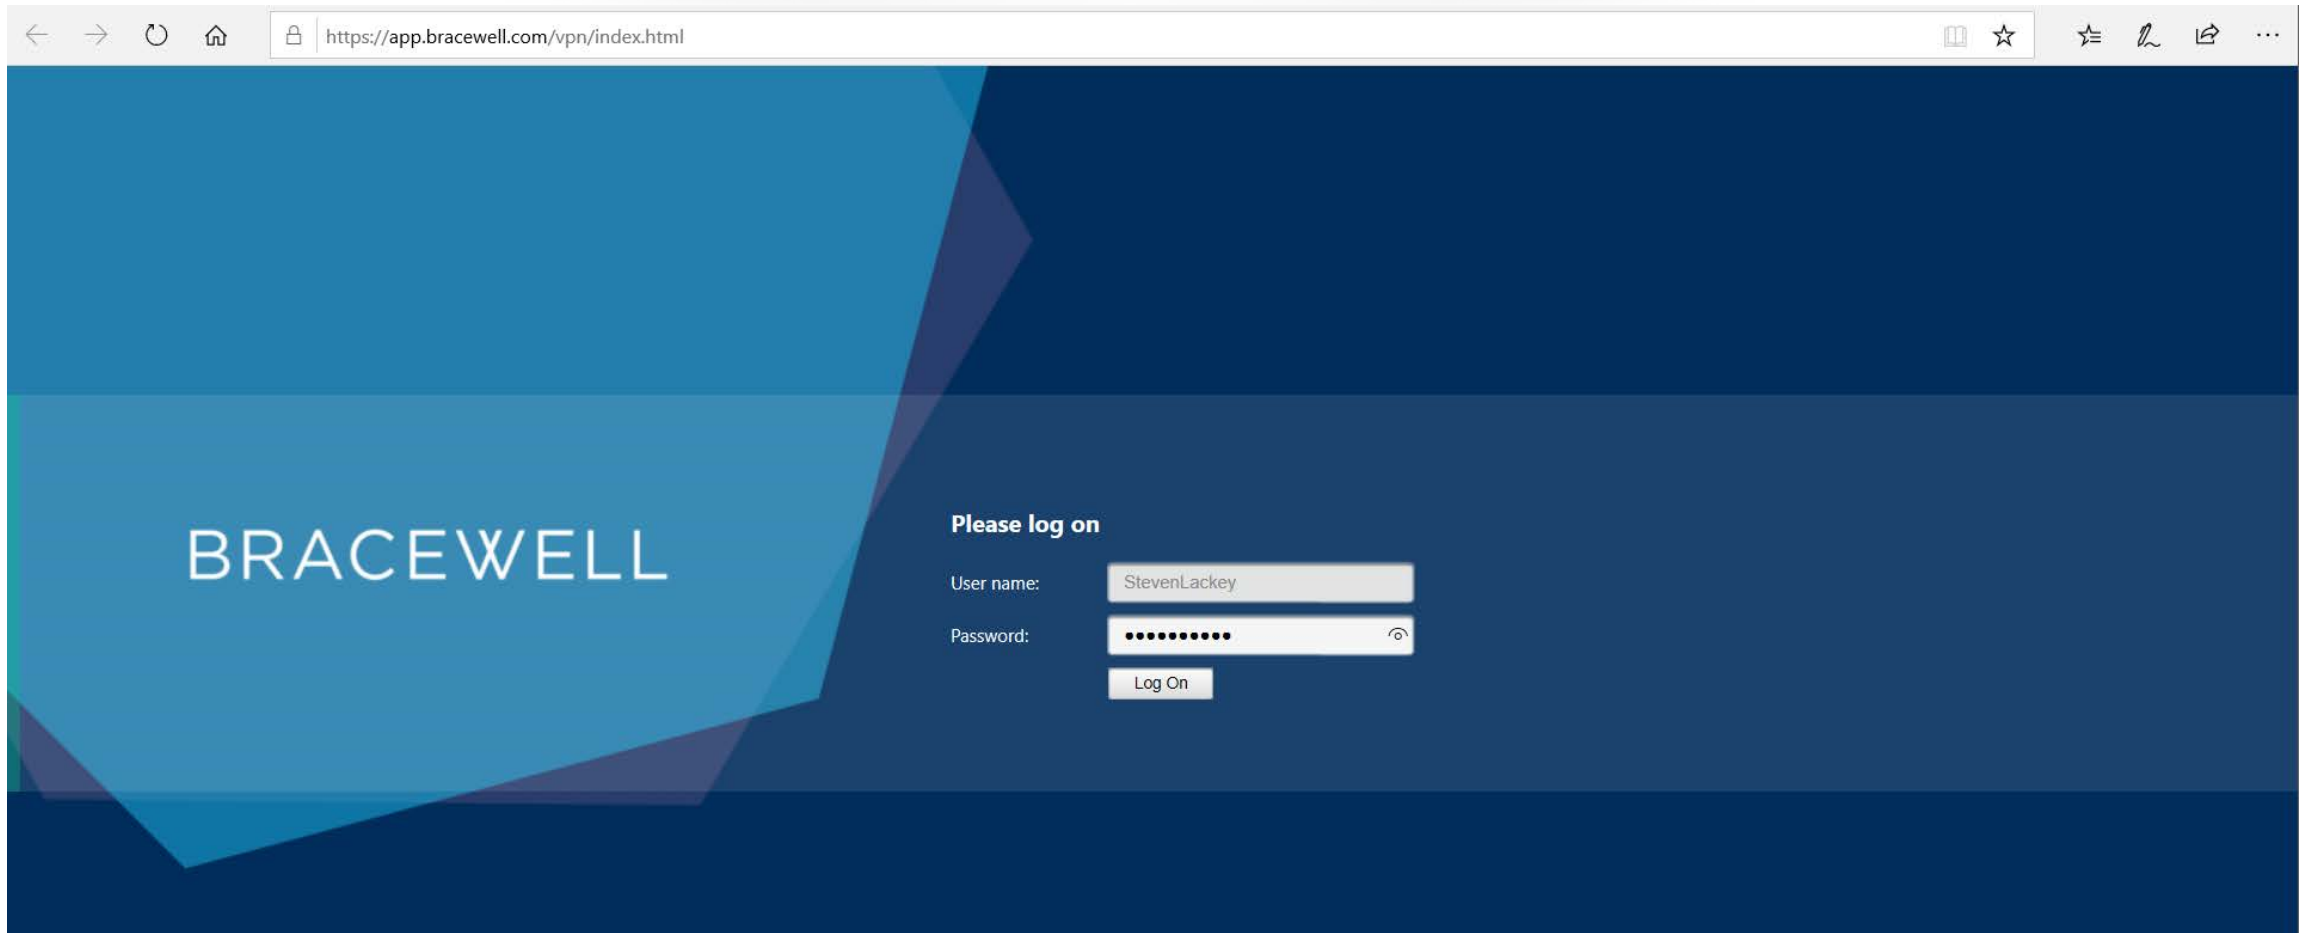 https://app.bracewell.com/vpn/index.html
BRACEWELL
Please log on
User name:
StevenLackey
Password:
••••••••••
Log On